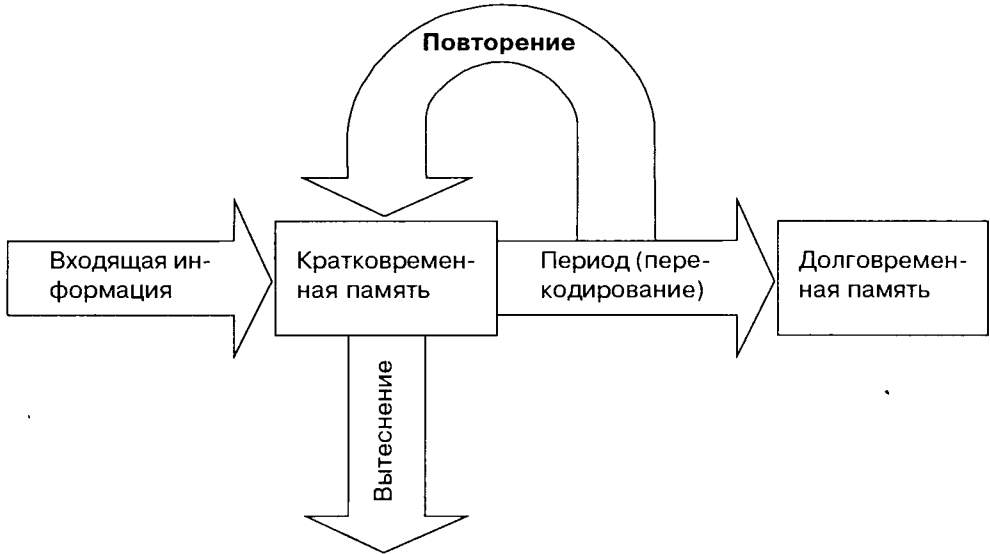 Повторение
Входящая ин-
формация
Кратковремен-
ная память
Период (пере-
кодирование)
Долговремен-
ная память
Вытеснение